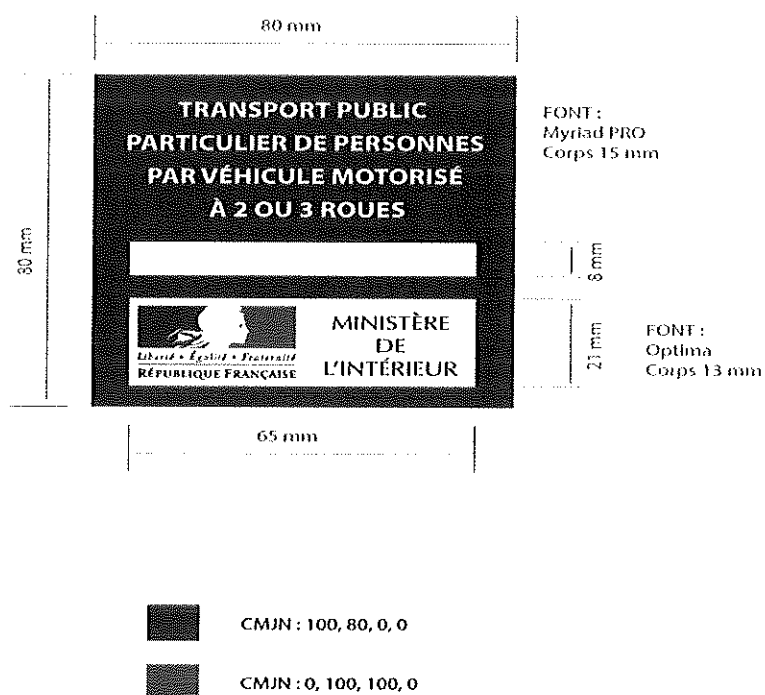 80 mm
TRANSPORT PUBLIC
PARTICULIER DE PERSONNES
PAR VÉHICULE MOTORISÉ
À 2 OU 3 ROUES
FONT :
Myriad PRO
Corps 15 mm
80 mm
8 mm
Liberté • Égalité • Fraternité
RÉPUBLIQUE FRANÇAISE
MINISTÈRE
DE
L'INTÉRIEUR
21 mm
FONT :
Optima
Corps 13 mm
65 mm
CMJN : 100, 80, 0, 0
CMJN : 0, 100, 100, 0